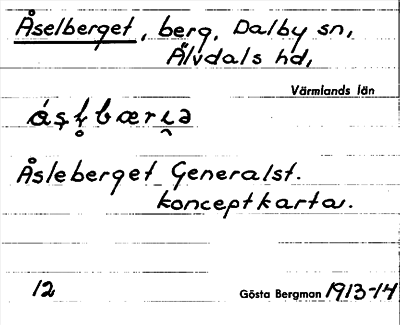 Åselberget, berg, Dalby sn,
Älvdals hd,
Värmlands län
Åsleberget Generalst.
konceptkarta.
12 Gösta Bergman 1913-14